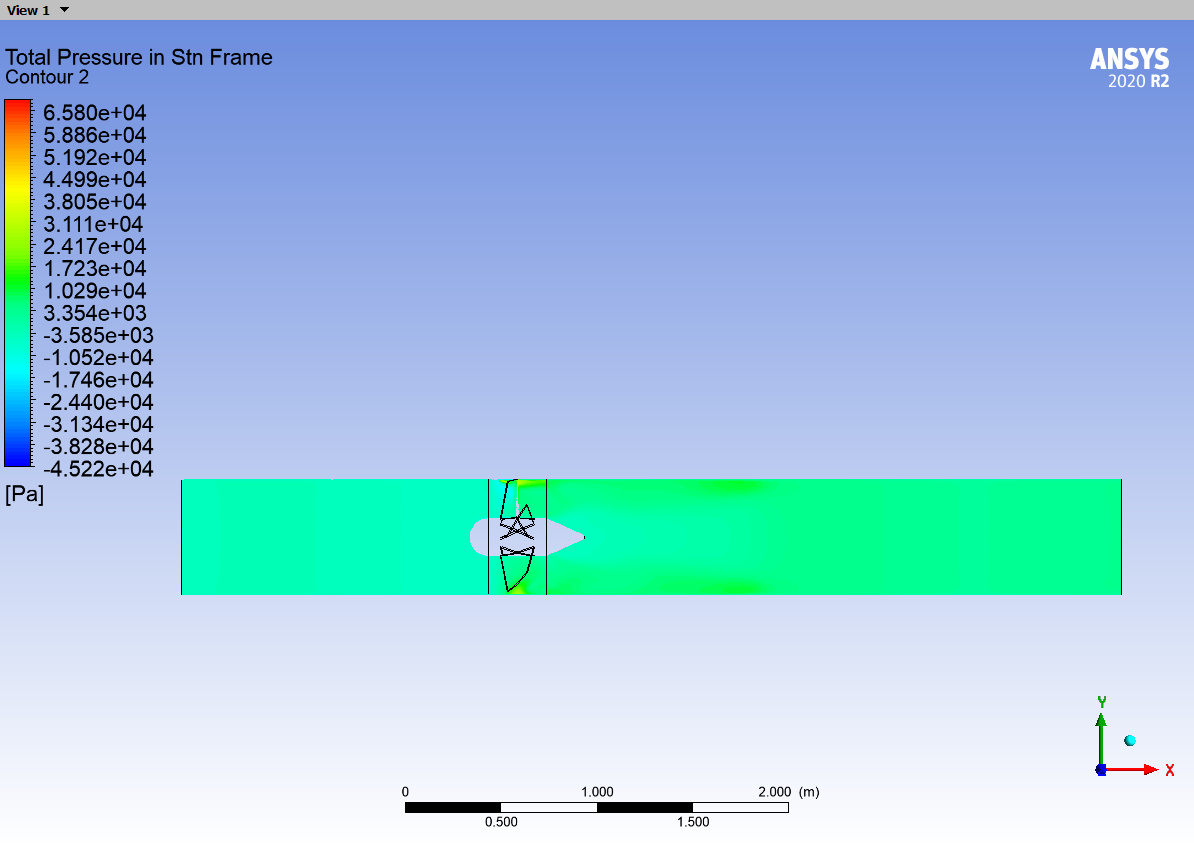 View 1
Total Pressure in Stn Frame
Contour 2
ANSYS
2020 R2
6.580e+04
5.886e+04
5.192e+04
4.499e+04
3.805e+04
3.111e+04
2.417e+04
1.723e+04
1.029e+04
3.354e+03
-3.585e+03
-1.052e+04
-1.746e+04
-2.440e+04
-3.134e+04
-3.828e+04
-4.522e+04
[Pa]
Y
X
0 1.000 2.000 (m)
0.500 1.500